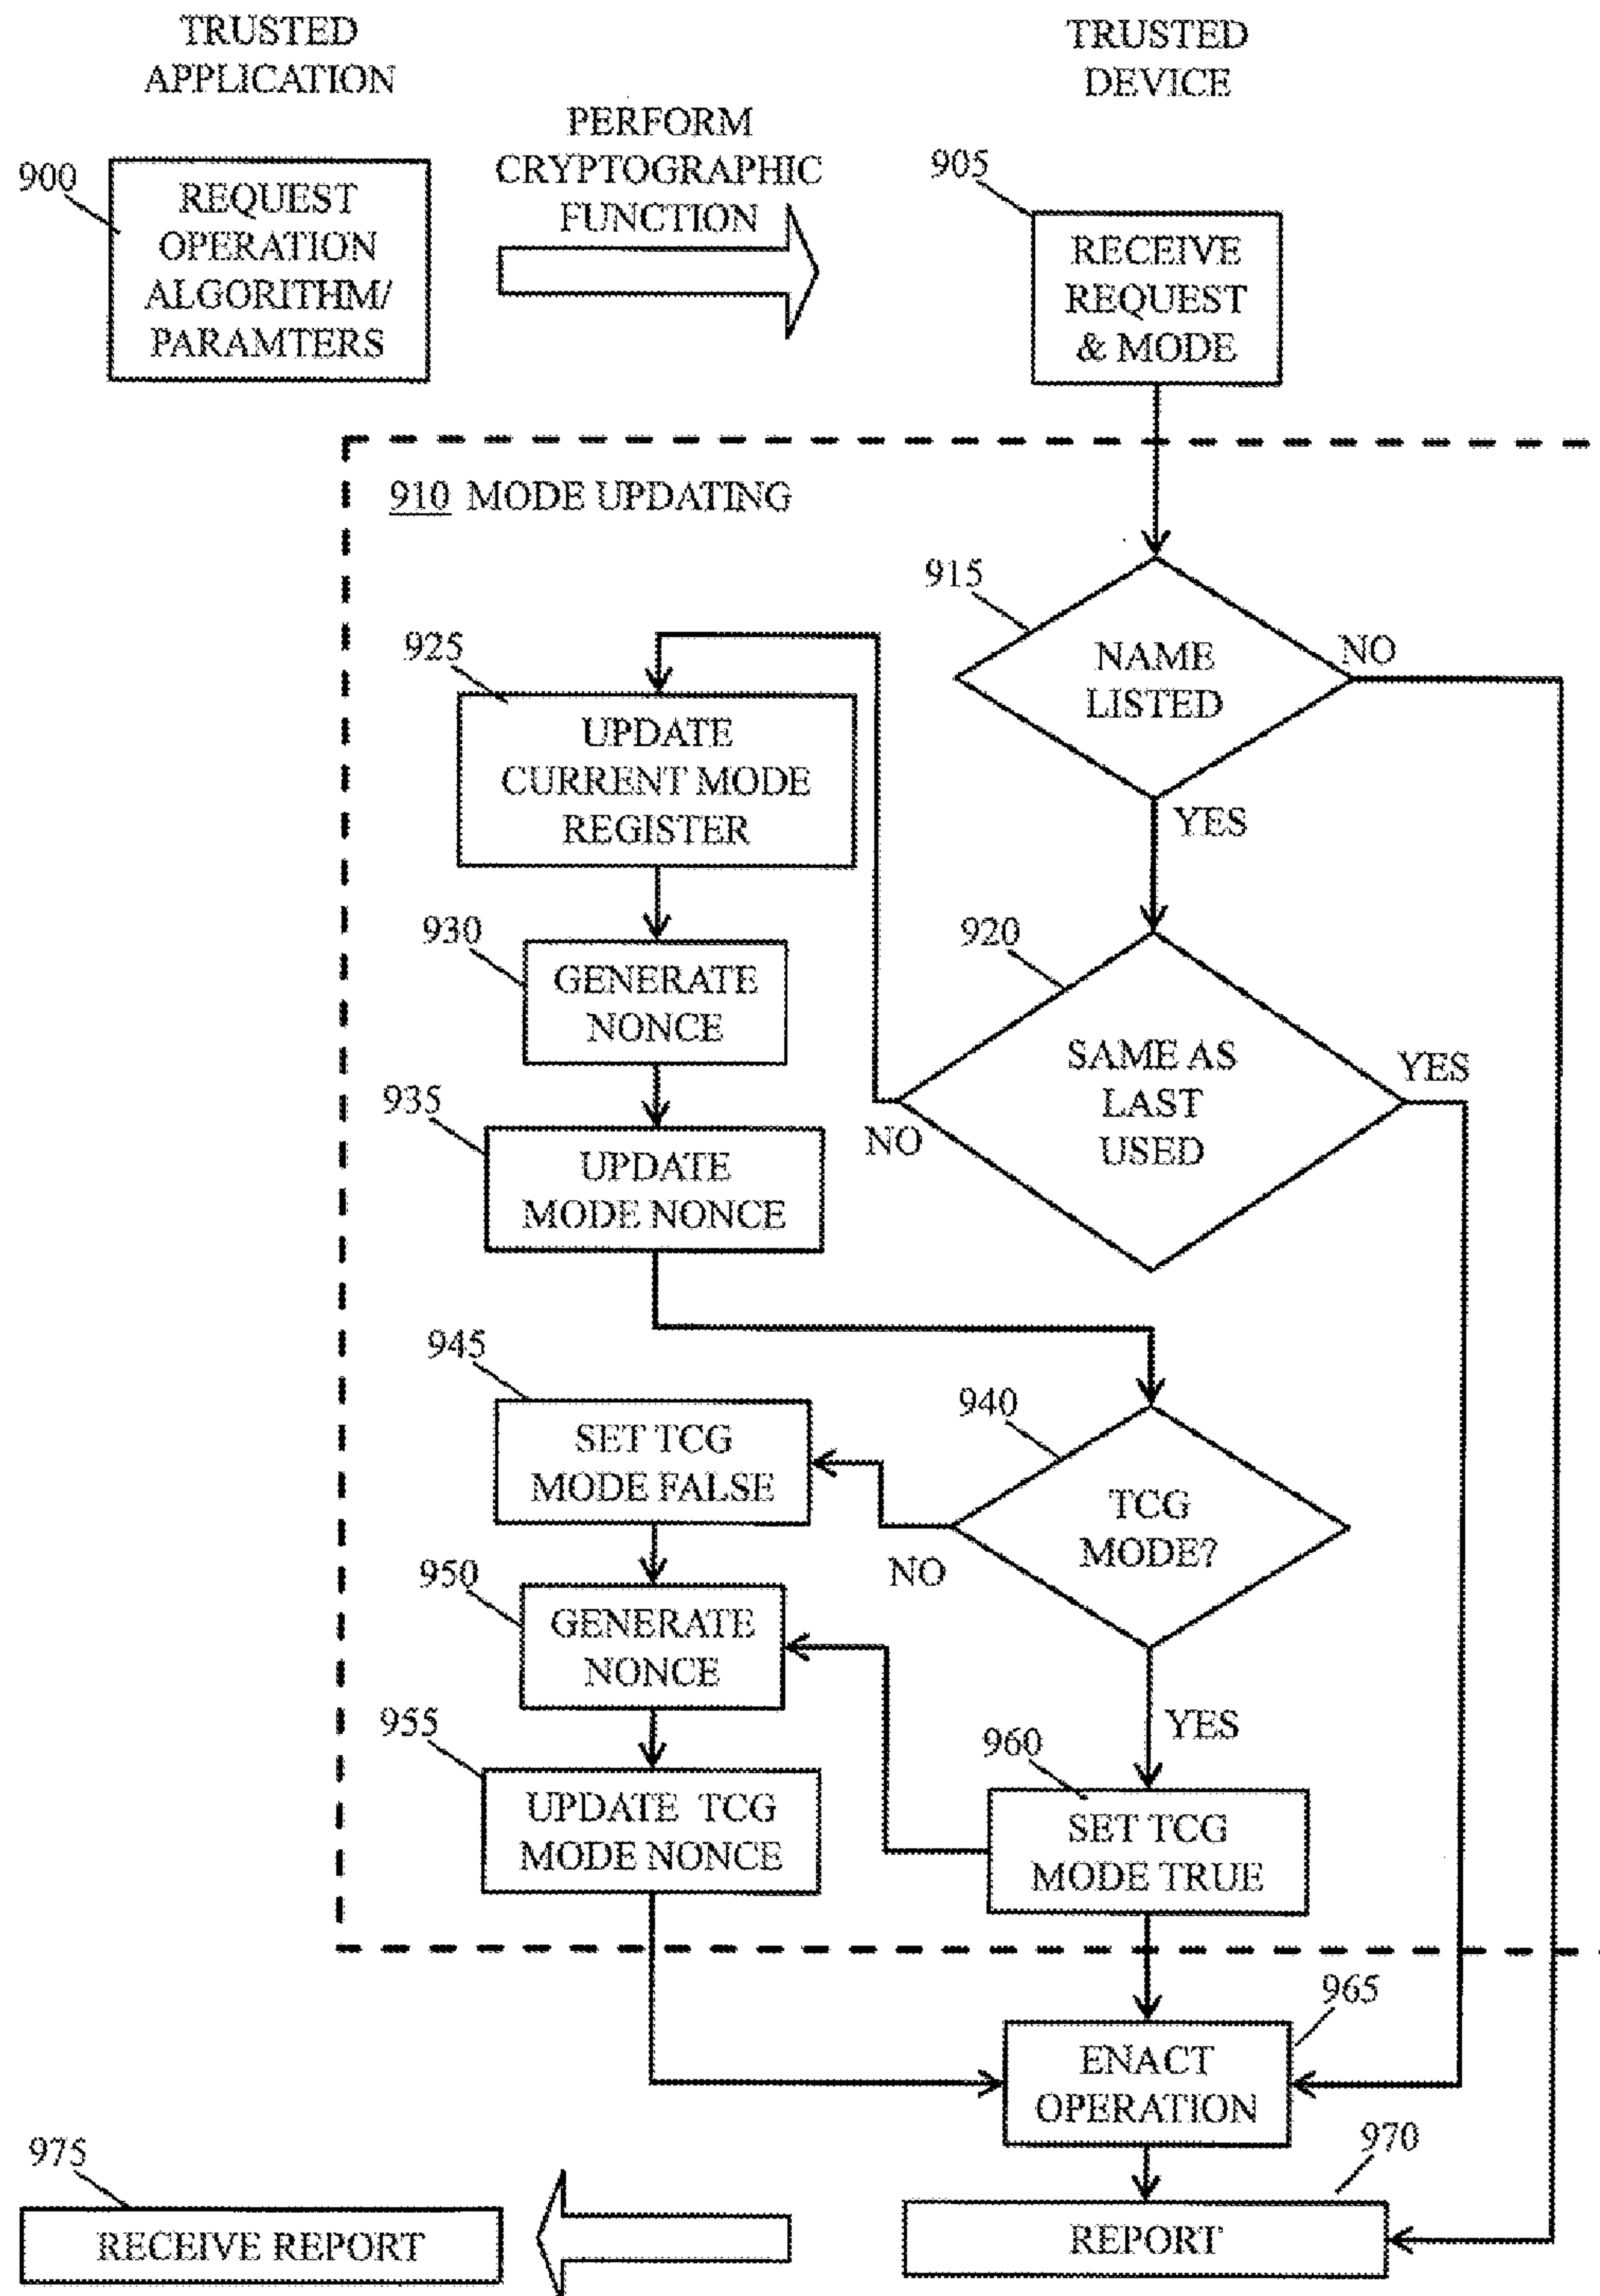 TRUSTED
APPLICATION
TRUSTED
DEVICE
PERFORM
CRYPTOGRAPHIC
FUNCTION
900
REQUEST
OPERATION
ALGORITHM/
PARAMTERS
905
RECEIVE
REQUEST
& MODE
910 MODE UPDATING
915
NAME
LISTED
NO
YES
925
UPDATE
CURRENT MODE
REGISTER
930
GENERATE
NONCE
920
SAME AS
LAST
USED
YES
NO
935
UPDATE
MODE NONCE
945
SET TCG
MODE FALSE
940
TCG
MODE?
NO
YES
950
GENERATE
NONCE
955
UPDATE TCG
MODE NONCE
960
SET TCG
MODE TRUE
965
ENACT
OPERATION
970
REPORT
975
RECEIVE REPORT